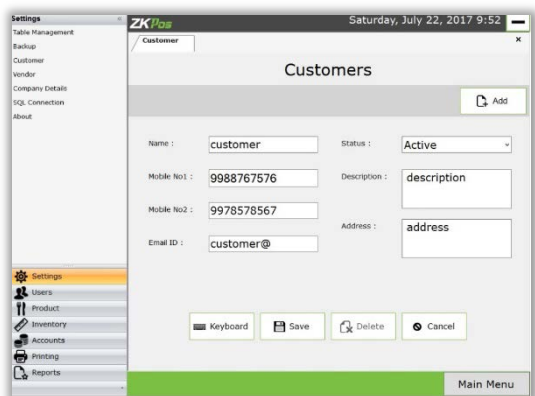 Settings
Table Management
Backup
Customer
Vendor
Company Details
SQL Connection
About
Settings
Users
Product
Inventory
Accounts
Printing
Reports
ZKPos
Saturday, July 22, 2017 9:52
Customer
Customers
Add
Name : customer
Status : Active
Mobile No1 : 9988767576
Description : description
Mobile No2 : 9978578567
Address : address
Email ID : customer@
Keyboard
Save
Delete
Cancel
Main Menu